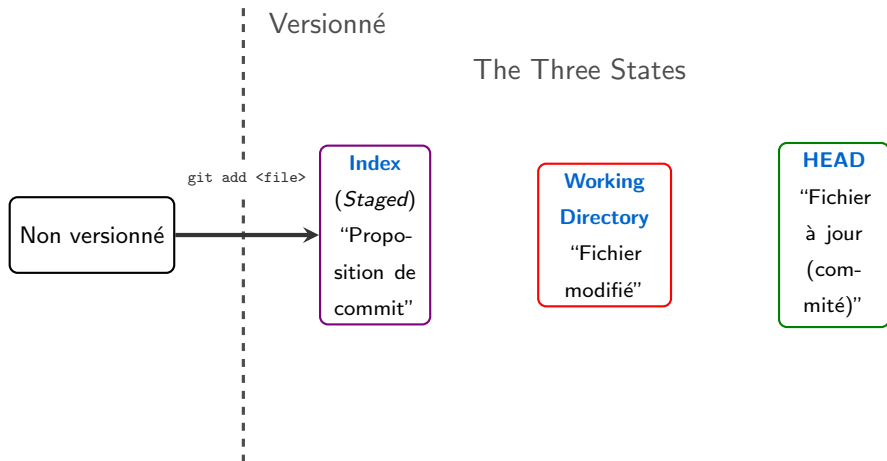 Versionné
The Three States
git add <file>
Non versionné
Index
(Staged)
“Propo-
sition de
commit”
Working
Directory
“Fichier
modifié”
HEAD
“Fichier
à jour
(com-
mité)”